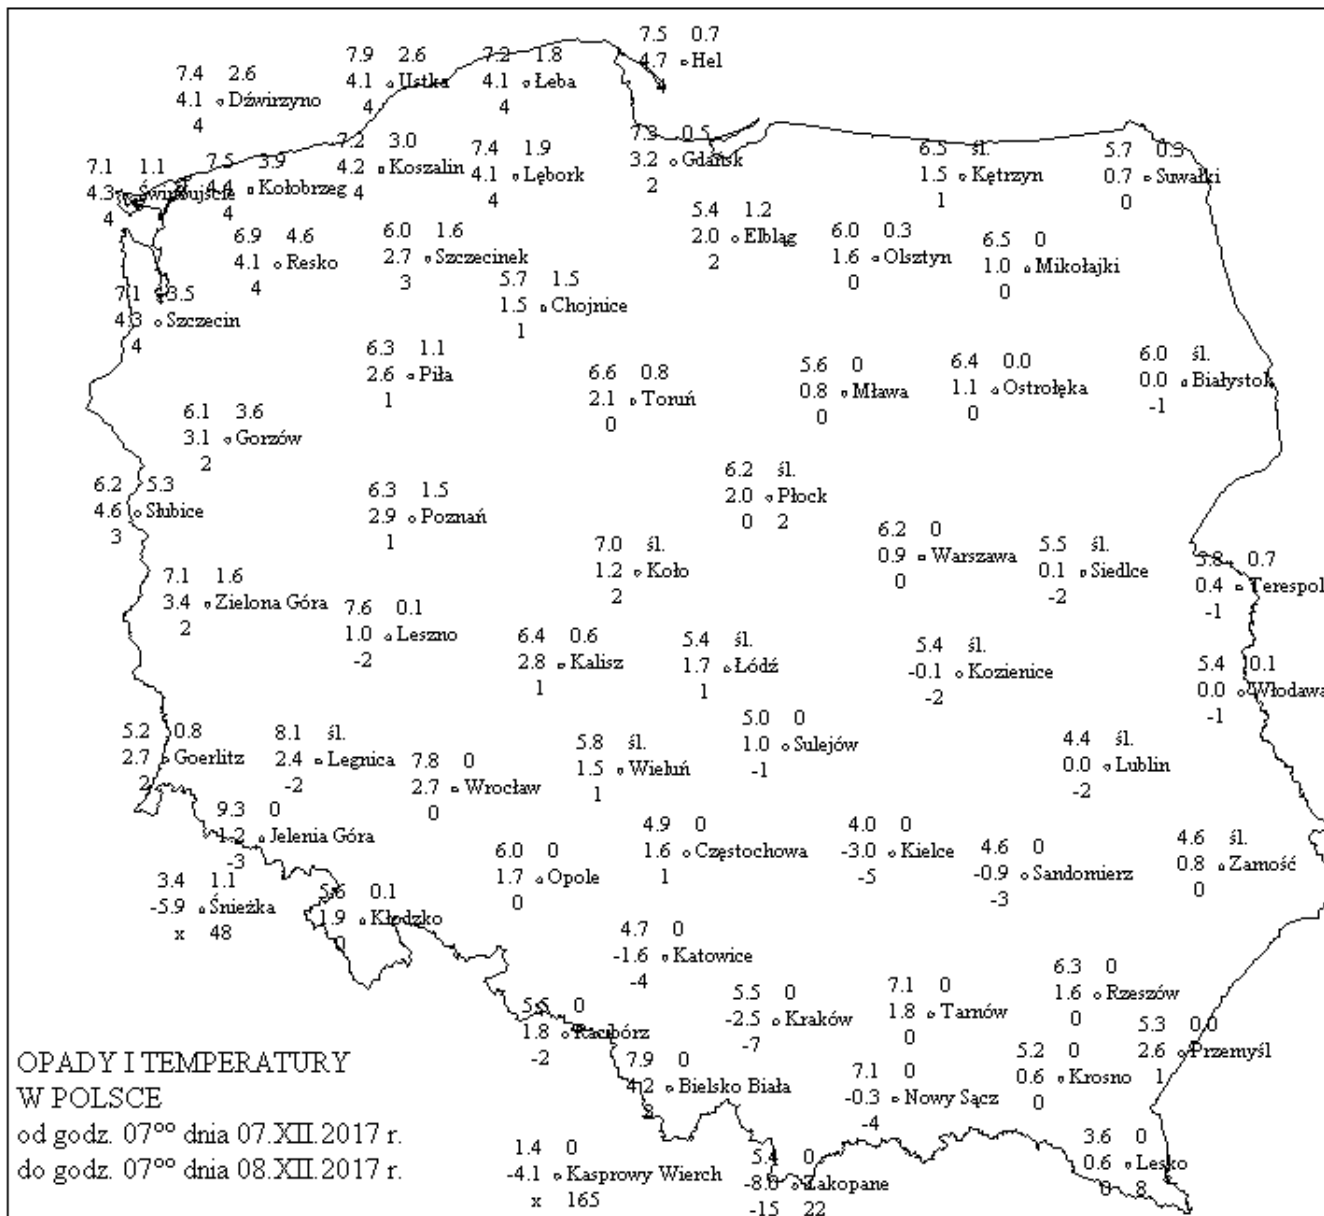 7.5 0.7
4.7 Hel
4
7.9 2.6
4.1 Ustka
4
7.2 1.8
4.1 Łeba
4
7.4 2.6
4.1 Dźwirzyno
4
7.3 0.5
3.2 Gdańsk
2
7.2 3.0
4.2 Koszalin
4
7.4 1.9
4.1 Lębork
4
6.5 śl.
1.5 Kętrzyn
1
5.7 0.3
0.7 Suwałki
0
7.1 1.1
4.3 Świnoujście
4
7.5 3.9
4.4 Kołobrzeg
4
5.4 1.2
2.0 Elbląg
2
6.9 4.6
4.1 Resko
4
6.0 1.6
2.7 Szczecinek
3
6.0 0.3
1.6 Olsztyn
0
6.5 0
1.0 Mikołajki
0
5.7 1.5
1.5 Chojnice
1
7.1 3.5
4.3 Szczecin
4
6.3 1.1
2.6 Piła
1
6.6 0.8
2.1 Toruń
0
5.6 0
0.8 Mława
0
6.4 0.0
1.1 Ostrołęka
0
6.0 śl.
0.0 Białystok
-1
6.1 3.6
3.1 Gorzów
2
6.2 5.3
4.6 Słubice
3
6.3 1.5
2.9 Poznań
1
6.2 śl.
2.0 Płock
0 2
7.0 śl.
1.2 Koło
2
6.2 0
0.9 Warszawa
0
5.5 śl.
0.1 Siedlce
-2
5.8 0.7
0.4 Terespol
-1
7.1 1.6
3.4 Zielona Góra
2
7.6 0.1
1.0 Leszno
-2
6.4 0.6
2.8 Kalisz
1
5.4 śl.
1.7 Łódź
1
5.4 śl.
-0.1 Kozienice
-2
5.4 0.1
0.0 Włodawa
-1
5.2 0.8
2.7 Goerlitz
2
8.1 śl.
2.4 Legnica
-2
7.8 0
2.7 Wrocław
0
5.8 śl.
1.5 Wieluń
1
5.0 0
1.0 Sulejów
-1
4.4 śl.
0.0 Lublin
-2
9.3 0
-1.2 Jelenia Góra
-3
6.0 0
1.7 Opole
0
4.9 0
1.6 Częstochowa
1
4.0 0
-3.0 Kielce
-5
4.6 0
-0.9 Sandomierz
-3
4.6 śl.
0.8 Zamość
0
3.4 1.1
-5.9 Śnieżka
x 48
5.6 0.1
1.9 Kłodzko
0
4.7 0
-1.6 Katowice
-4
5.5 0
-2.5 Kraków
-7
7.1 0
1.8 Tarnów
0
6.3 0
1.6 Rzeszów
0
0
1.8 Racibórz
-2
7.9 0
4.2 Bielsko Biała
7.1 0
-0.3 Nowy Sącz
-4
5.2 0
0.6 Krosno
0
5.3 0.0
2.6 Przemyśl
1
3.6 0
0.6 Lesko
0 8
1.4 0
-4.1 Kasprowy Wierch
x 165
5.4 0
-8.0 Zakopane
-15 22
OPADY I TEMPERATURY
W POLSCE
od godz. 07ºº dnia 07.XII.2017 r.
do godz. 07ºº dnia 08.XII.2017 r.